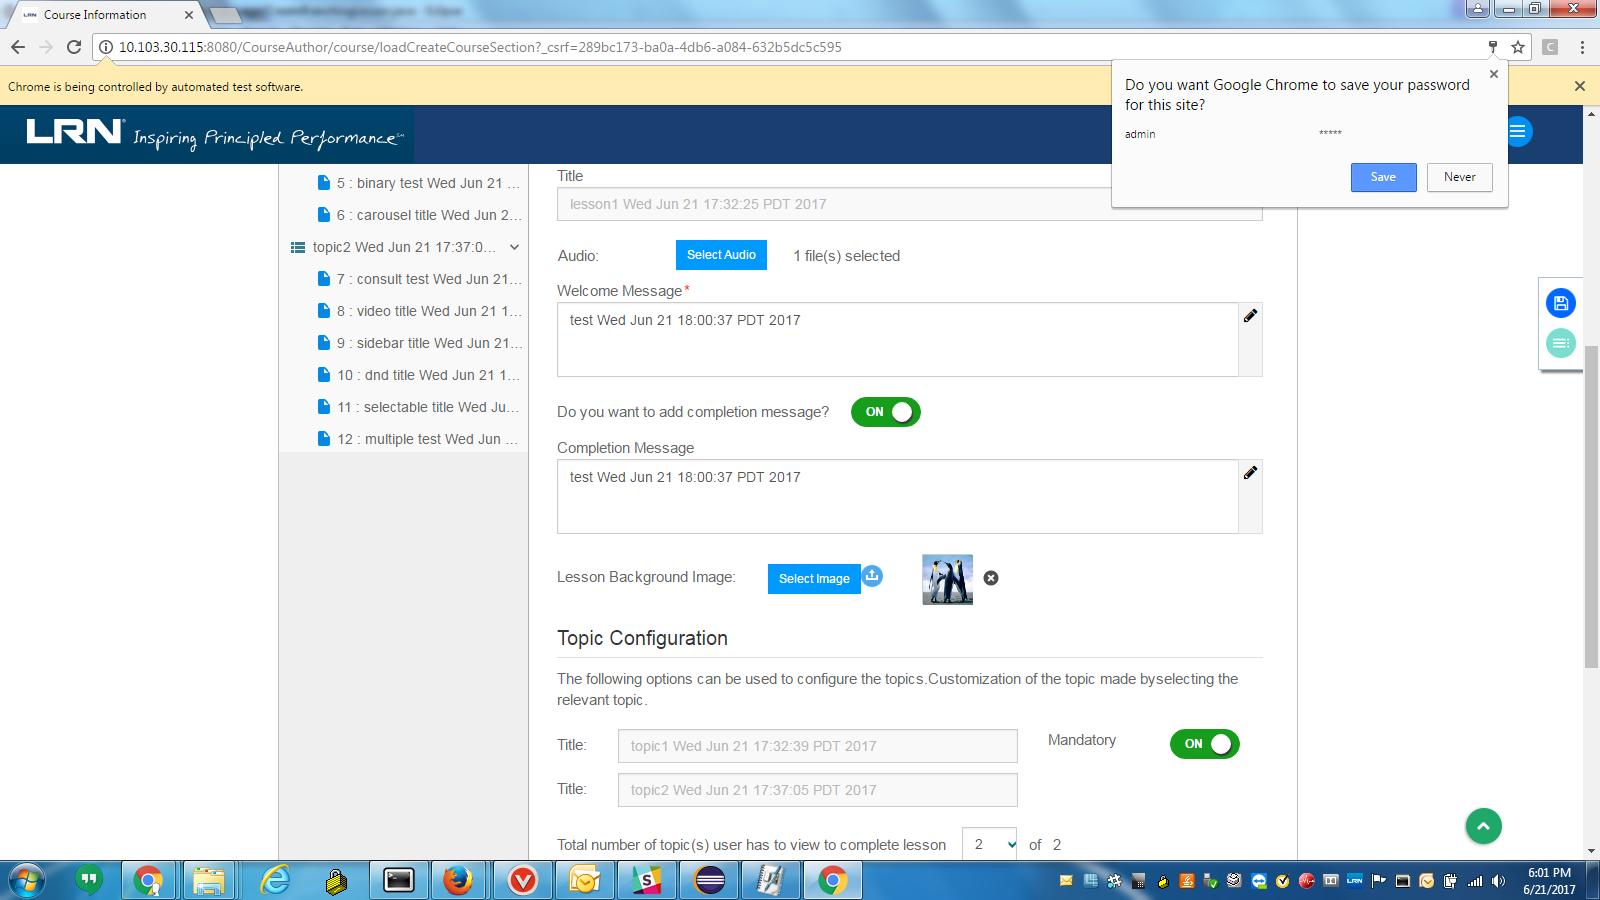 Course Information
10.103.30.115:8080/CourseAuthor/course/loadCreateCourseSection?_csrf=289bc173-ba0a-4db6-a084-632b5dc5c595
C
Chrome is being controlled by automated test software.
Do you want Google Chrome to save your password
for this site?
admin *****
Save Never
LRN Inspiring Principled Performance
5 : binary test Wed Jun 21 ...
6 : carousel title Wed Jun 2...
topic2 Wed Jun 21 17:37:0...
7 : consult test Wed Jun 21...
8 : video title Wed Jun 21 1...
9 : sidebar title Wed Jun 21...
10 : dnd title Wed Jun 21 1...
11 : selectable title Wed Ju...
12 : multiple test Wed Jun ...
Title
lesson1 Wed Jun 21 17:32:25 PDT 2017
Audio: Select Audio 1 file(s) selected
Welcome Message*
test Wed Jun 21 18:00:37 PDT 2017
Do you want to add completion message? ON
Completion Message
test Wed Jun 21 18:00:37 PDT 2017
Lesson Background Image: Select Image
Topic Configuration
The following options can be used to configure the topics.Customization of the topic made byselecting the
relevant topic.
Title: topic1 Wed Jun 21 17:32:39 PDT 2017 Mandatory ON
Title: topic2 Wed Jun 21 17:37:05 PDT 2017
Total number of topic(s) user has to view to complete lesson 2 of 2
6:01 PM
6/21/2017